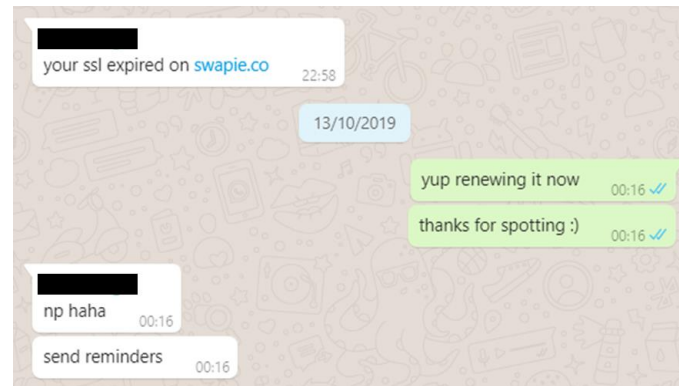 your ssl expired on swapie.co
22:58
13/10/2019
yup renewing it now
00:16
thanks for spotting :)
00:16
np haha
00:16
send reminders
00:16